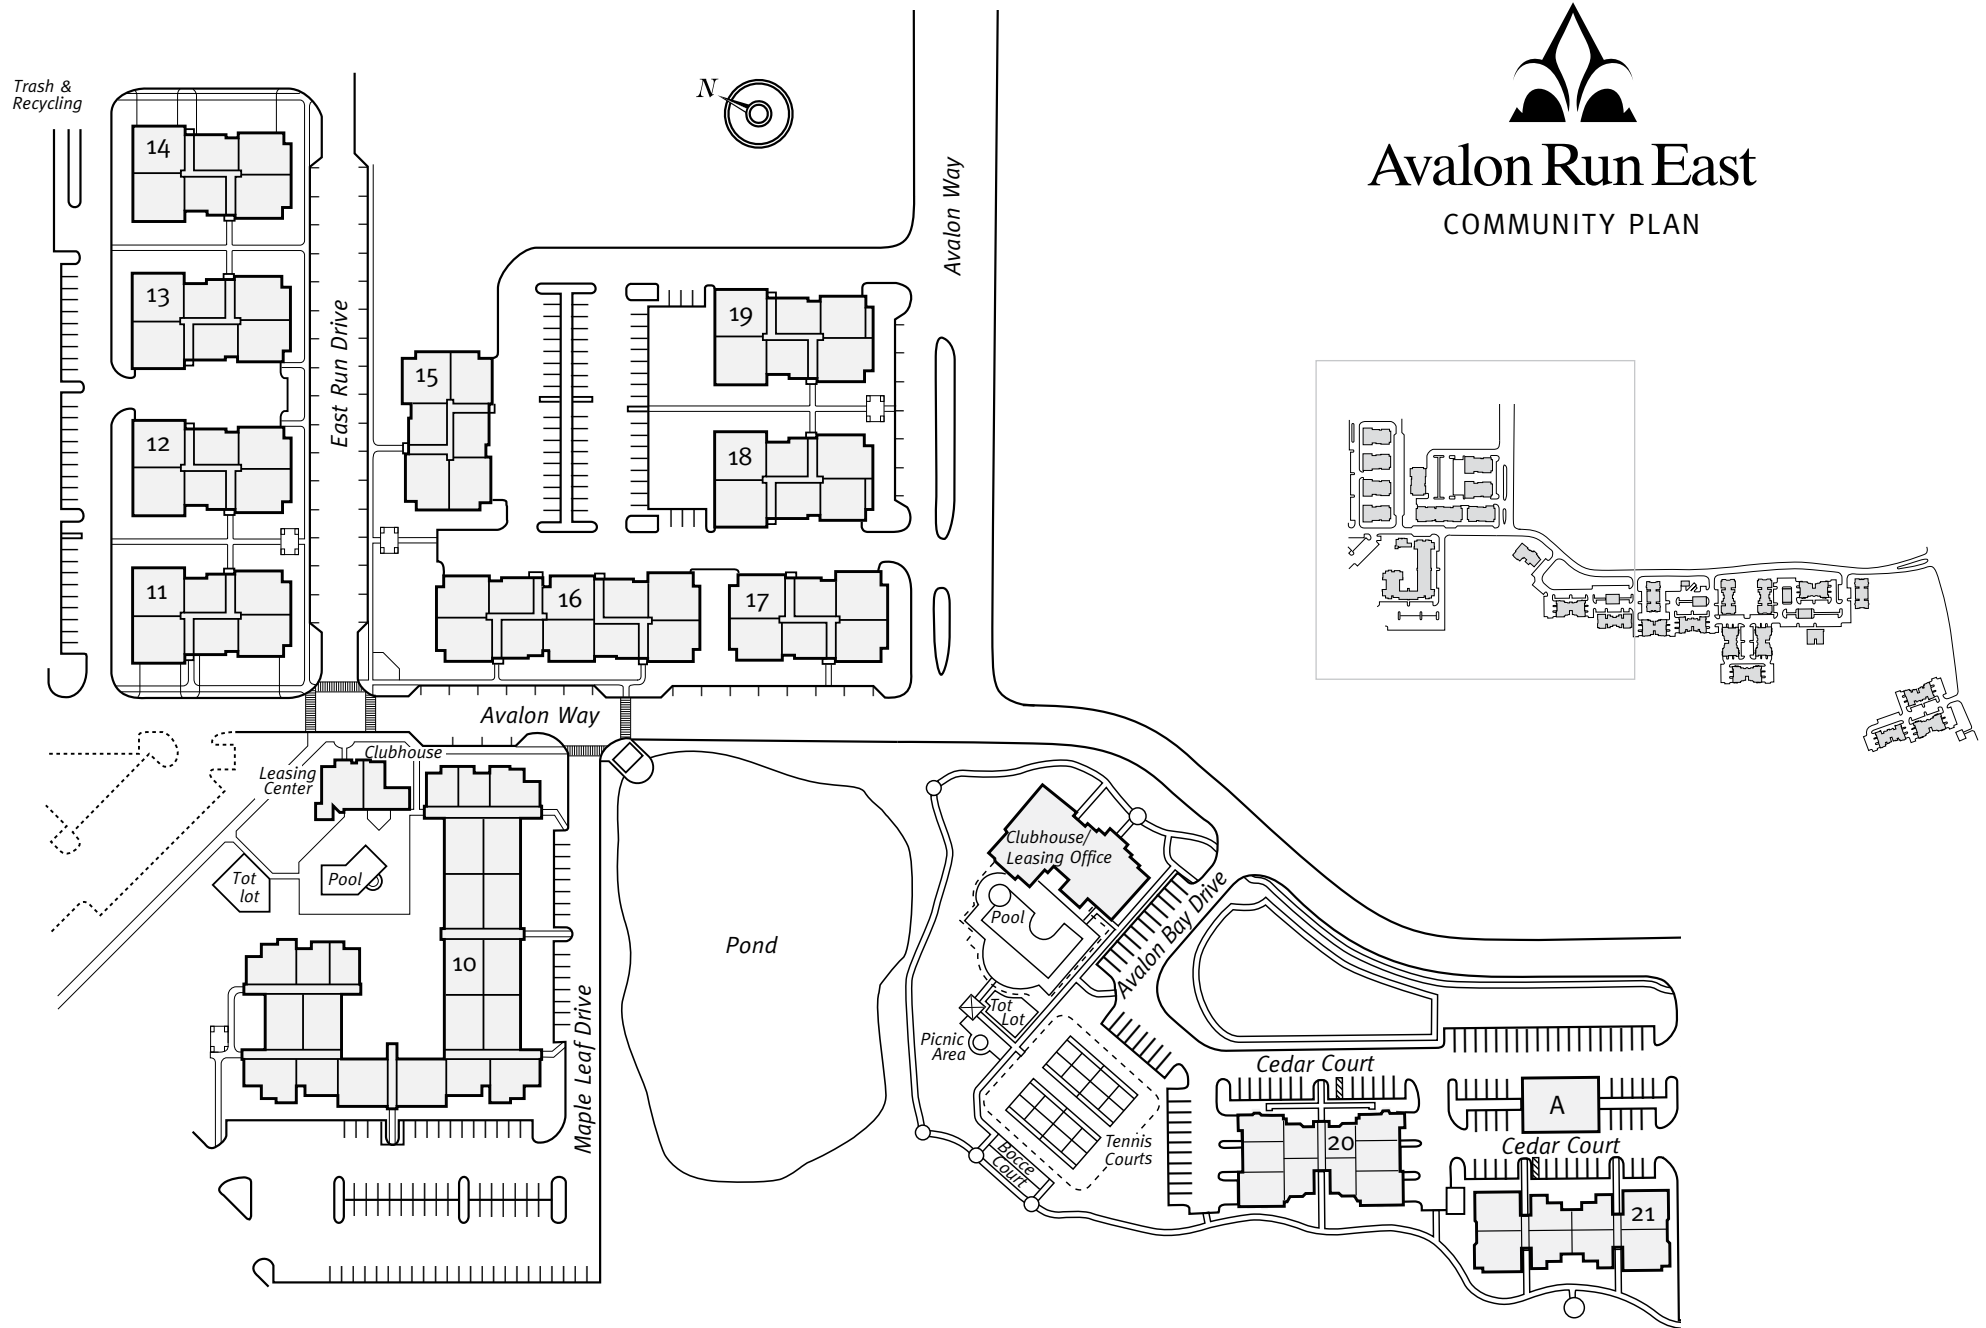 Avalon Run East
COMMUNITY PLAN
N
Trash &
Recycling
14
13
12
11
East Run Drive
15
19
18
16
17
Avalon Way
Avalon Way
Clubhouse
Leasing
Center
Tot
lot
Pool
10
Maple Leaf Drive
Pond
Clubhouse/
Leasing Office
Pool
Avalon Bay Drive
Tot
Lot
Picnic
Area
Tennis
Courts
Bocce
Court
Cedar Court
20
A
Cedar Court
21